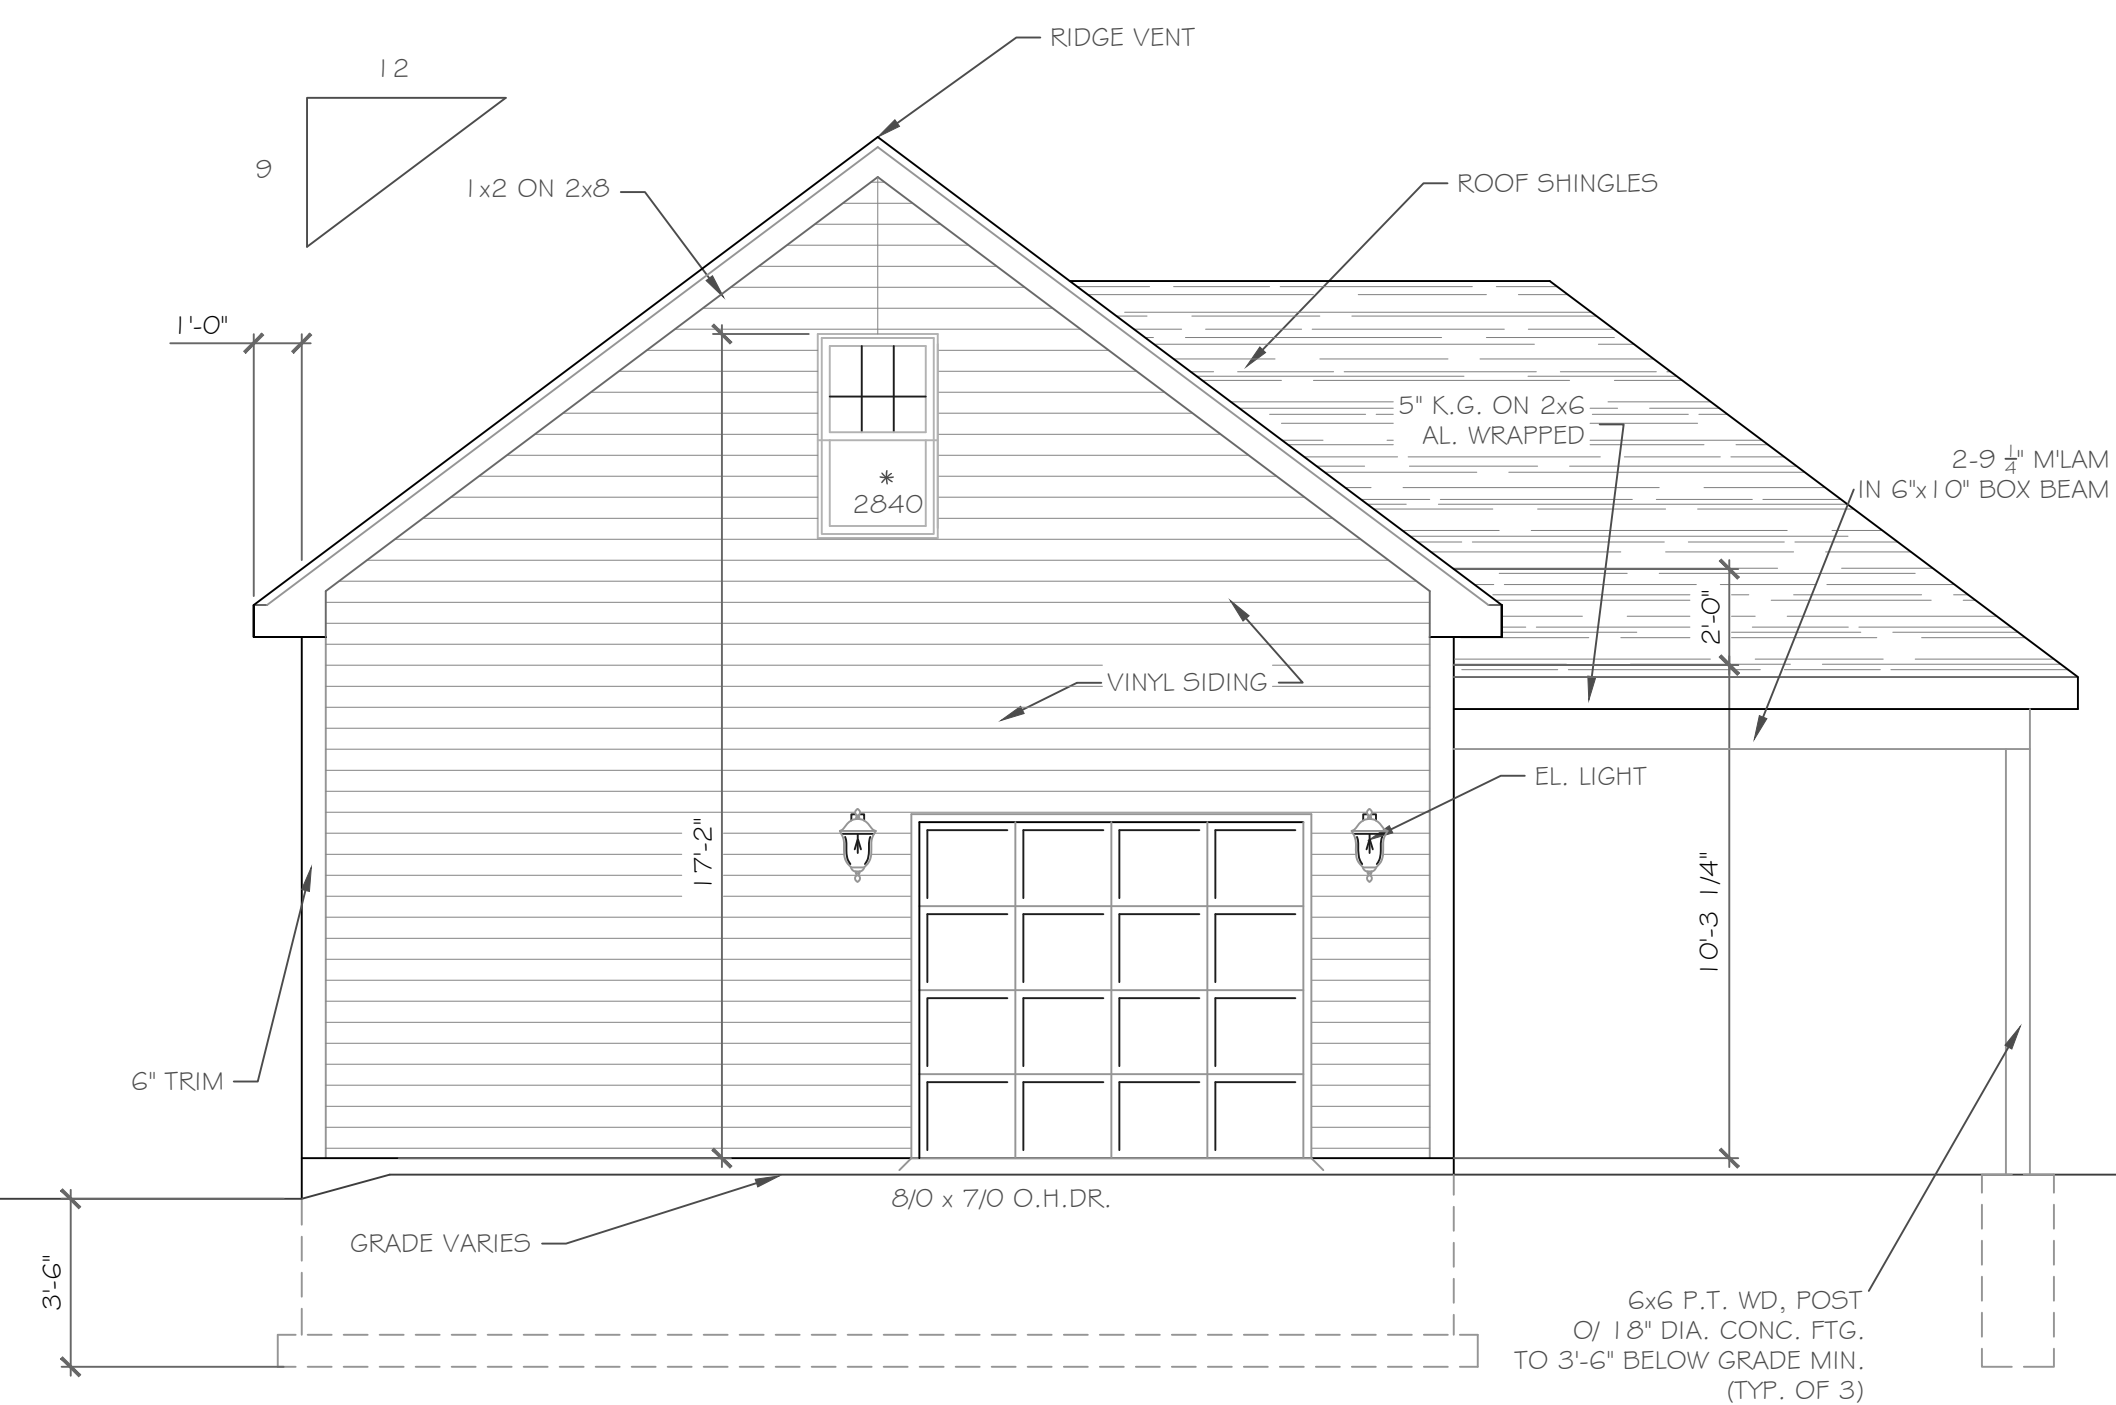 RIDGE VENT
12
9
1x2 ON 2x8
ROOF SHINGLES
1'-0"
5" K.G. ON 2x6
AL. WRAPPED
2-9 1/4" M'LAM
IN 6"x10" BOX BEAM
*
2840
2'-0"
VINYL SIDING
EL. LIGHT
17'-2"
10'-3 1/4"
6" TRIM
8/0 x 7/0 O.H.DR.
GRADE VARIES
3'-6"
6x6 P.T. WD, POST
O/ 18" DIA. CONC. FTG.
TO 3'-6" BELOW GRADE MIN.
(TYP. OF 3)